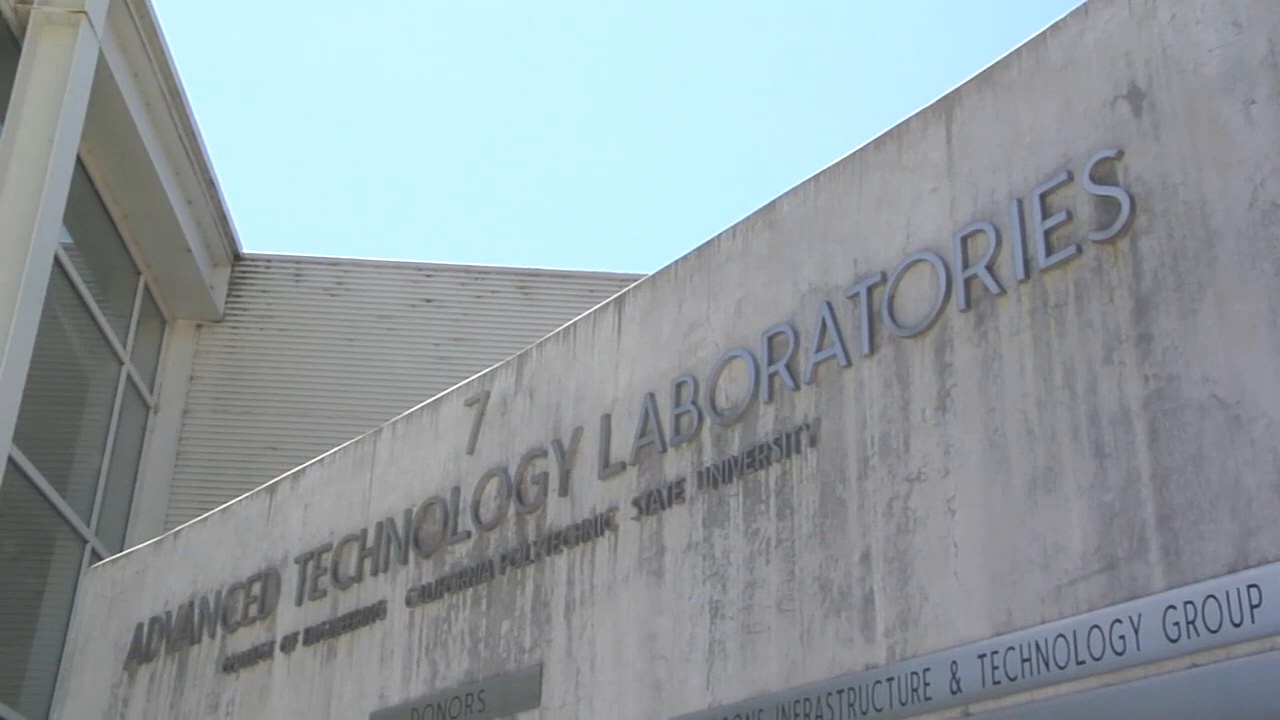 7
ADVANCED TECHNOLOGY LABORATORIES
COLLEGE OF ENGINEERING CALIFORNIA POLYTECHNIC STATE UNIVERSITY
DONORS
INFRASTRUCTURE & TECHNOLOGY GROUP